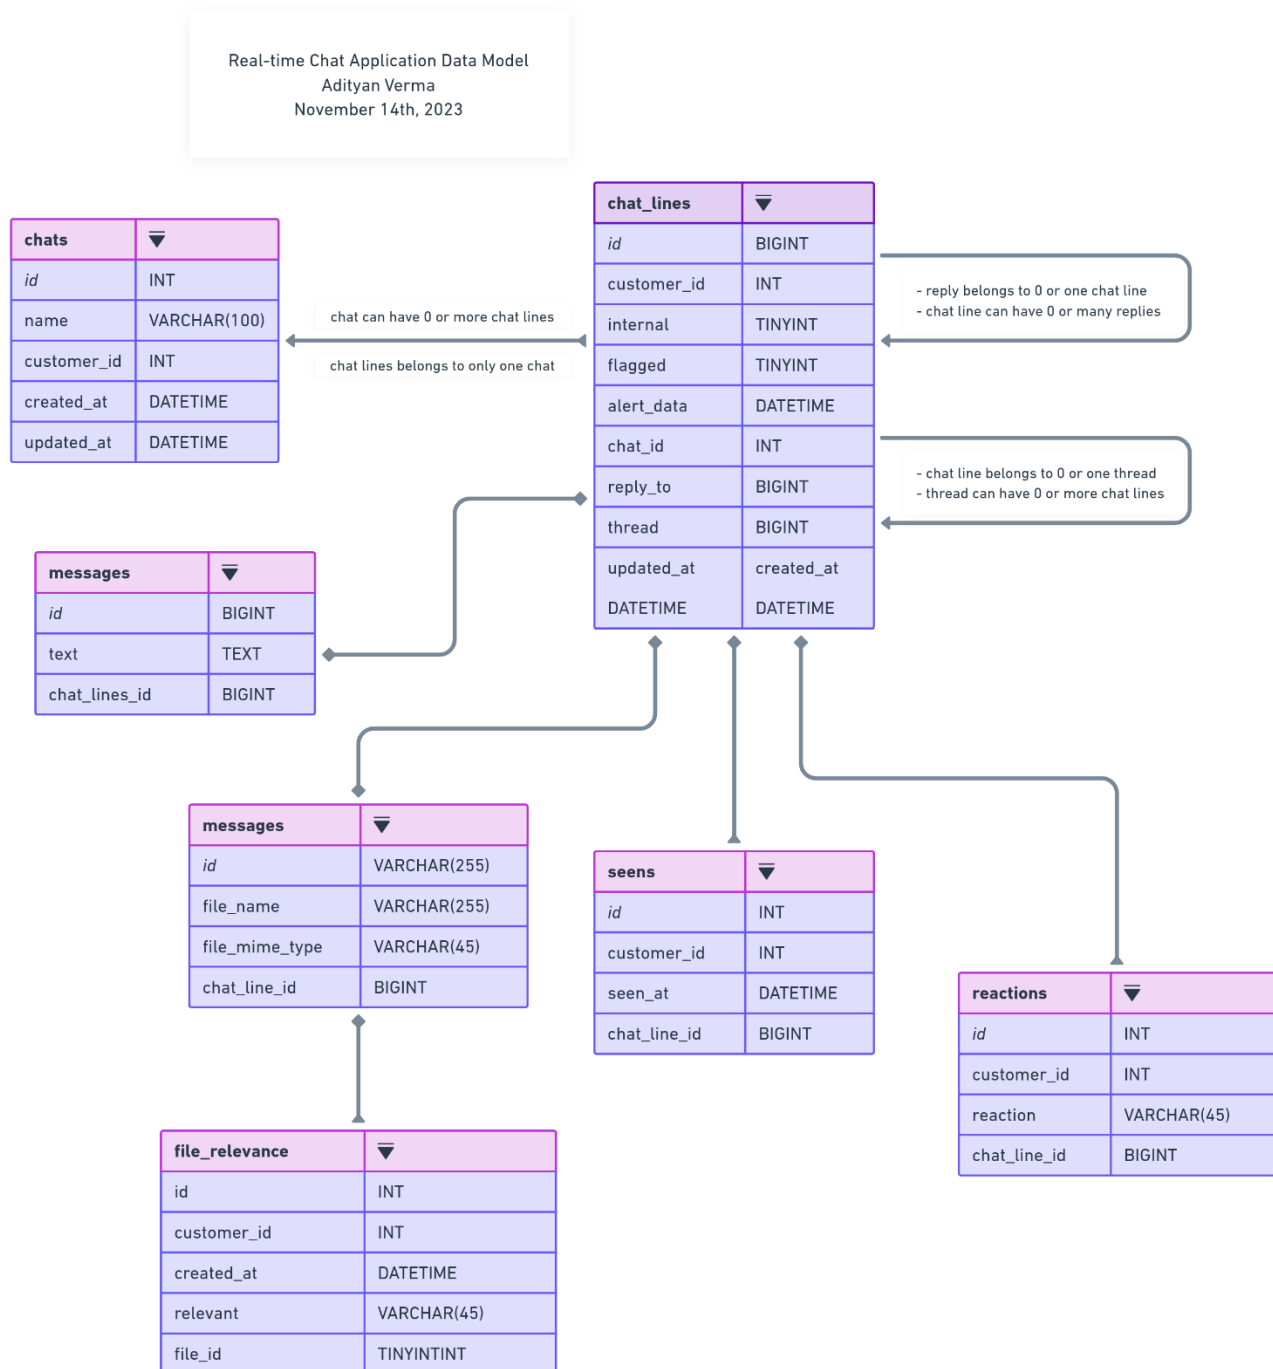 Real-time Chat Application Data Model
Adityan Verma
November 14th, 2023
chats
id INT
name VARCHAR(100)
customer_id INT
created_at DATETIME
updated_at DATETIME
chat can have 0 or more chat lines
chat lines belongs to only one chat
chat_lines
id BIGINT
customer_id INT
internal TINYINT
flagged TINYINT
alert_data DATETIME
chat_id INT
reply_to BIGINT
thread BIGINT
updated_at created_at
DATETIME DATETIME
- reply belongs to 0 or one chat line
- chat line can have 0 or many replies
- chat line belongs to 0 or one thread
- thread can have 0 or more chat lines
messages
id BIGINT
text TEXT
chat_lines_id BIGINT
messages
id VARCHAR(255)
file_name VARCHAR(255)
file_mime_type VARCHAR(45)
chat_line_id BIGINT
seens
id INT
customer_id INT
seen_at DATETIME
chat_line_id BIGINT
reactions
id INT
customer_id INT
reaction VARCHAR(45)
chat_line_id BIGINT
file_relevance
id INT
customer_id INT
created_at DATETIME
relevant VARCHAR(45)
file_id TINYINTINT